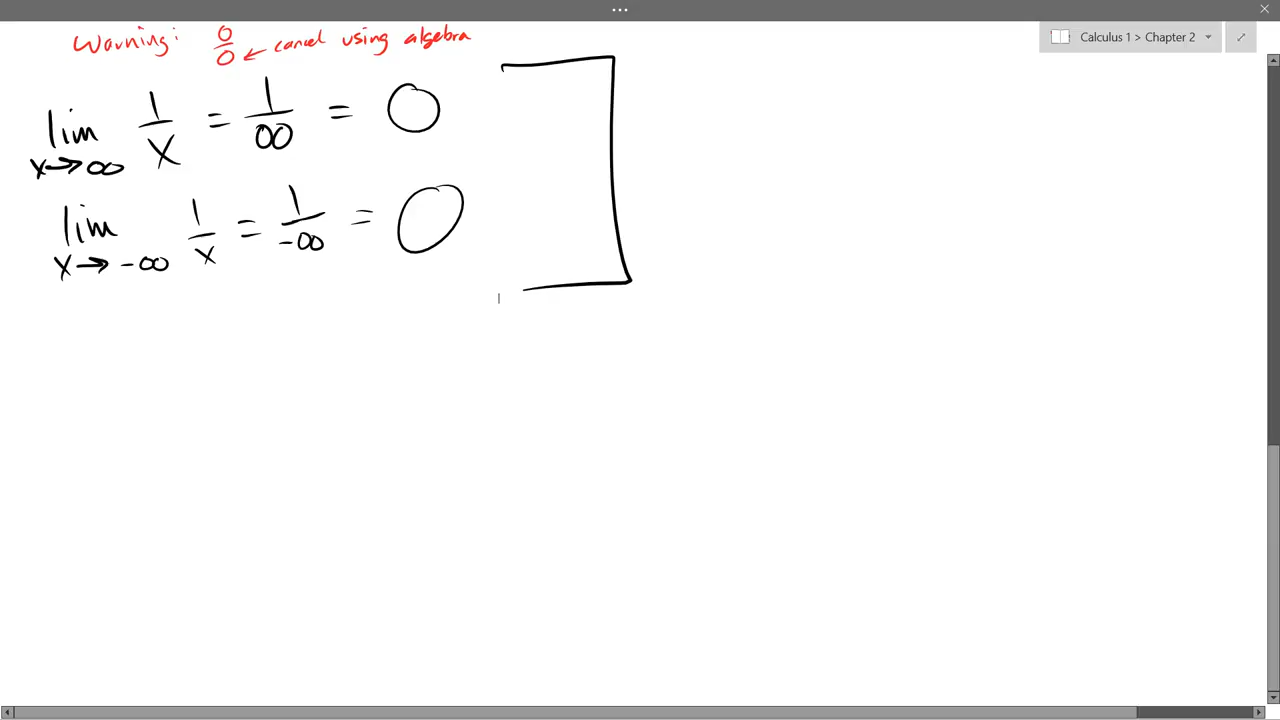 ...
Calculus 1 > Chapter 2
Warning: 0/0 ← cancel using algebra
lim x→∞ 1/x = 1/∞ = 0
lim x→-∞ 1/x = 1/-∞ = 0